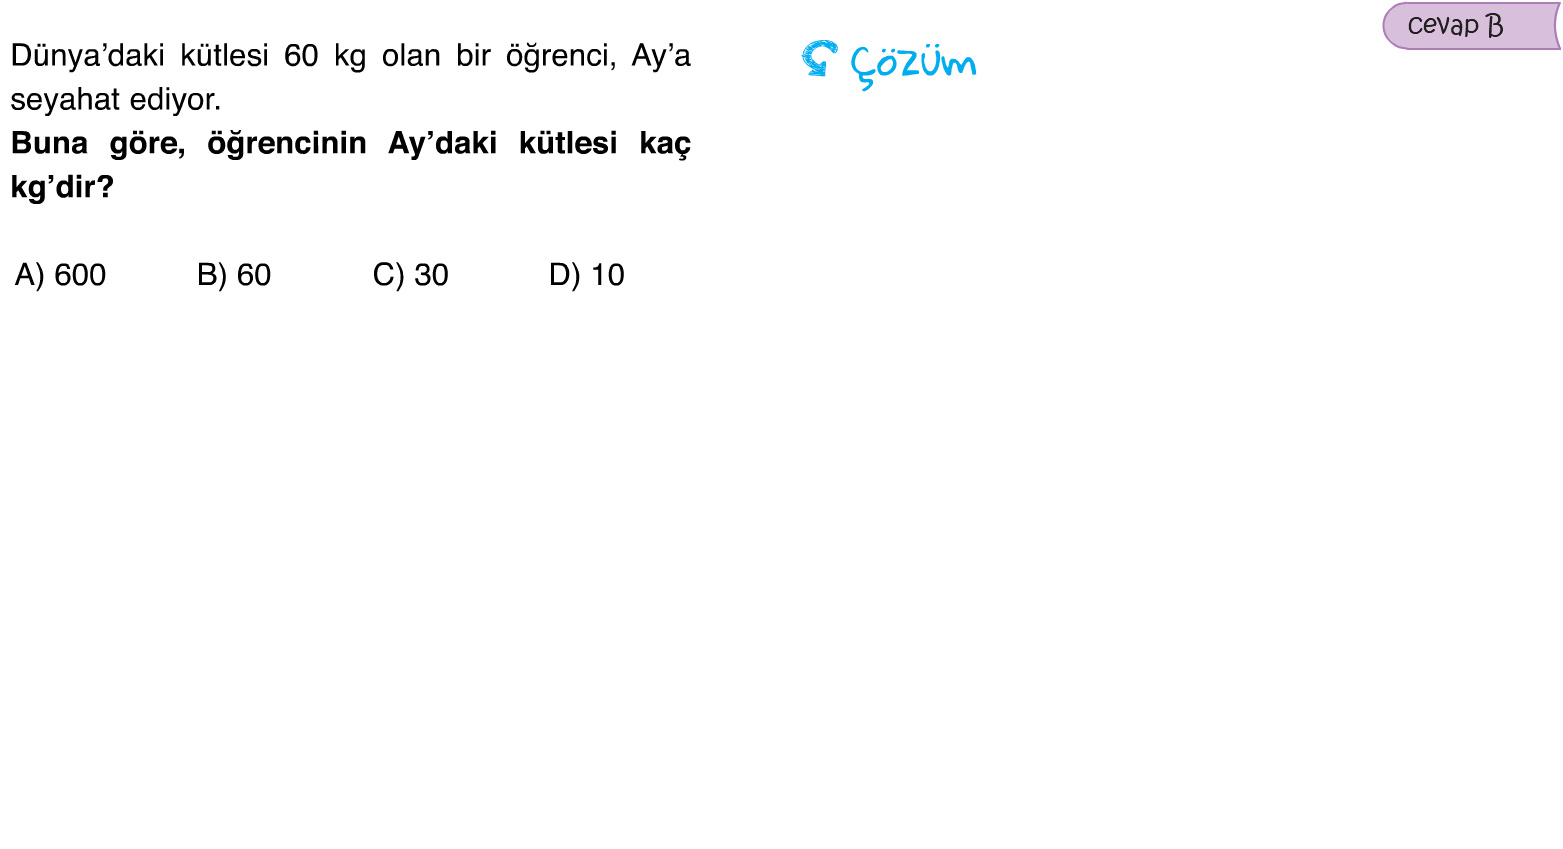 Dünya’daki kütlesi 60 kg olan bir öğrenci, Ay’a
seyahat ediyor.
Buna göre, öğrencinin Ay’daki kütlesi kaç
kg’dir?
A) 600 B) 60 C) 30 D) 10
Çözüm
Cevap B